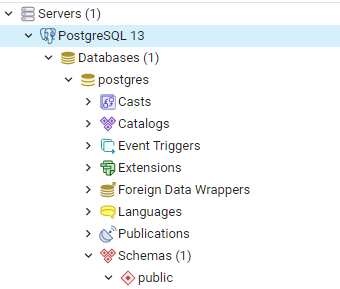 Servers (1)
PostgreSQL 13
Databases (1)
postgres
Casts
Catalogs
Event Triggers
Extensions
Foreign Data Wrappers
Languages
Publications
Schemas (1)
public